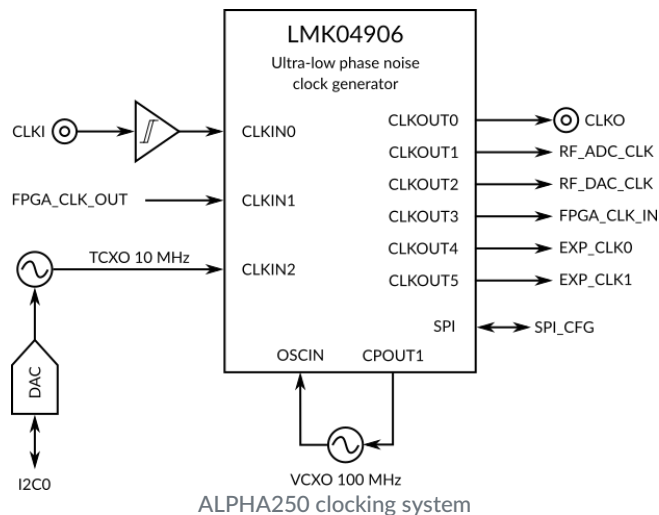 LMK04906
Ultra-low phase noise
clock generator
CLKI
CLKIN0
CLKOUT0
CLKO
CLKOUT1
RF_ADC_CLK
FPGA_CLK_OUT
CLKIN1
CLKOUT2
RF_DAC_CLK
CLKOUT3
FPGA_CLK_IN
TCXO 10 MHz
CLKIN2
CLKOUT4
EXP_CLK0
CLKOUT5
EXP_CLK1
SPI
SPI_CFG
OSCIN
CPOUT1
DAC
I2C0
VCXO 100 MHz
ALPHA250 clocking system